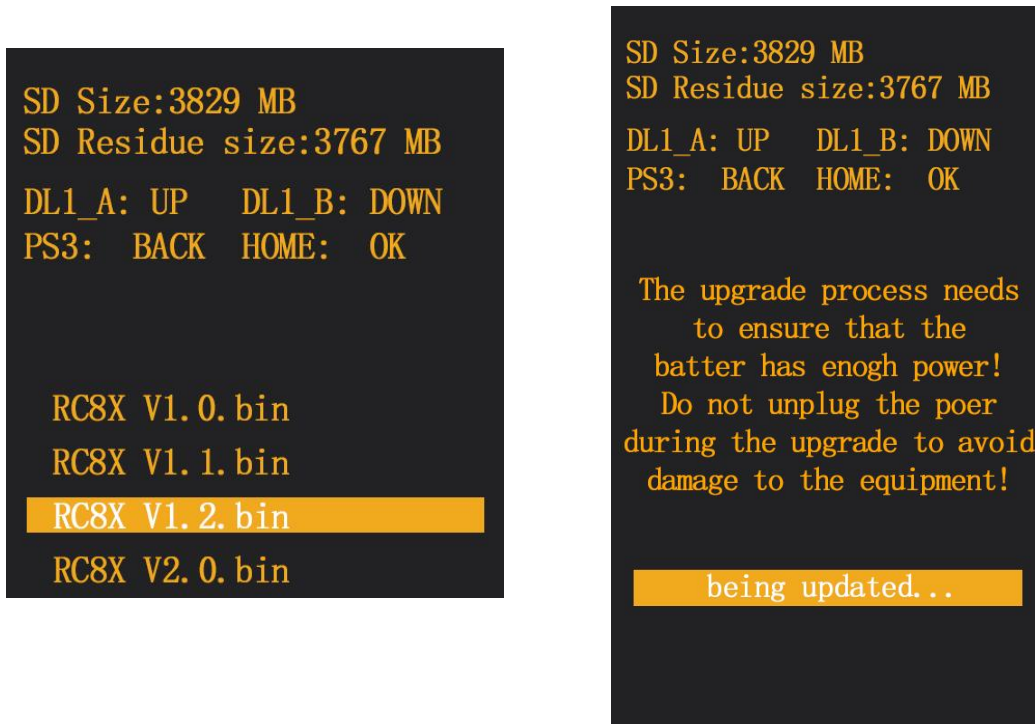 SD Size:3829 MB
SD Residue size:3767 MB
DL1_A: UP DL1_B: DOWN
PS3: BACK HOME: OK
RC8X V1.0.bin
RC8X V1.1.bin
RC8X V1.2.bin
RC8X V2.0.bin
SD Size:3829 MB
SD Residue size:3767 MB
DL1_A: UP DL1_B: DOWN
PS3: BACK HOME: OK
The upgrade process needs
to ensure that the
batter has enogh power!
Do not unplug the poer
during the upgrade to avoid
damage to the equipment!
being updated...